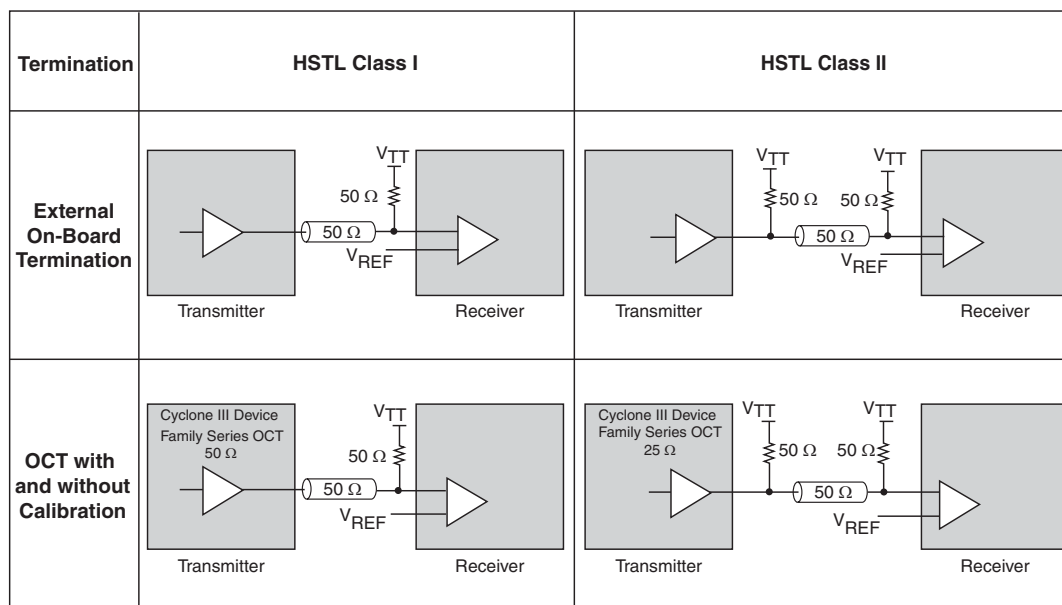 Termination
HSTL Class I
HSTL Class II
External
On-Board
Termination
VTT
50 Ω
50 Ω
VREF
Transmitter
Receiver
VTT
50 Ω
VTT
50 Ω
50 Ω
VREF
Transmitter
Receiver
OCT with
and without
Calibration
Cyclone III Device
Family Series OCT
50 Ω
VTT
50 Ω
50 Ω
VREF
Transmitter
Receiver
Cyclone III Device
Family Series OCT
25 Ω
VTT
50 Ω
VTT
50 Ω
50 Ω
VREF
Transmitter
Receiver